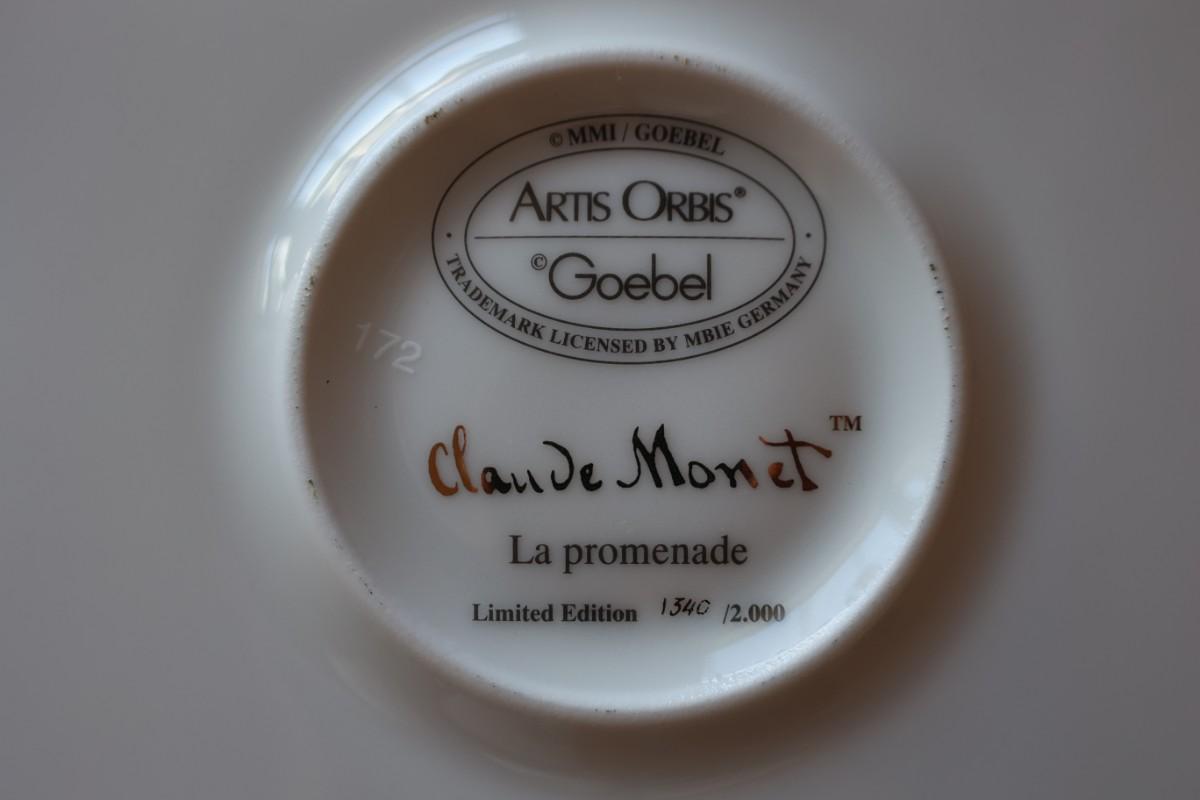 © MMI / GOEBEL
ARTIS ORBIS®
© Goebel
· TRADEMARK LICENSED BY MBIE GERMANY ·
172
Claude Monet™
La promenade
Limited Edition 1340 /2.000